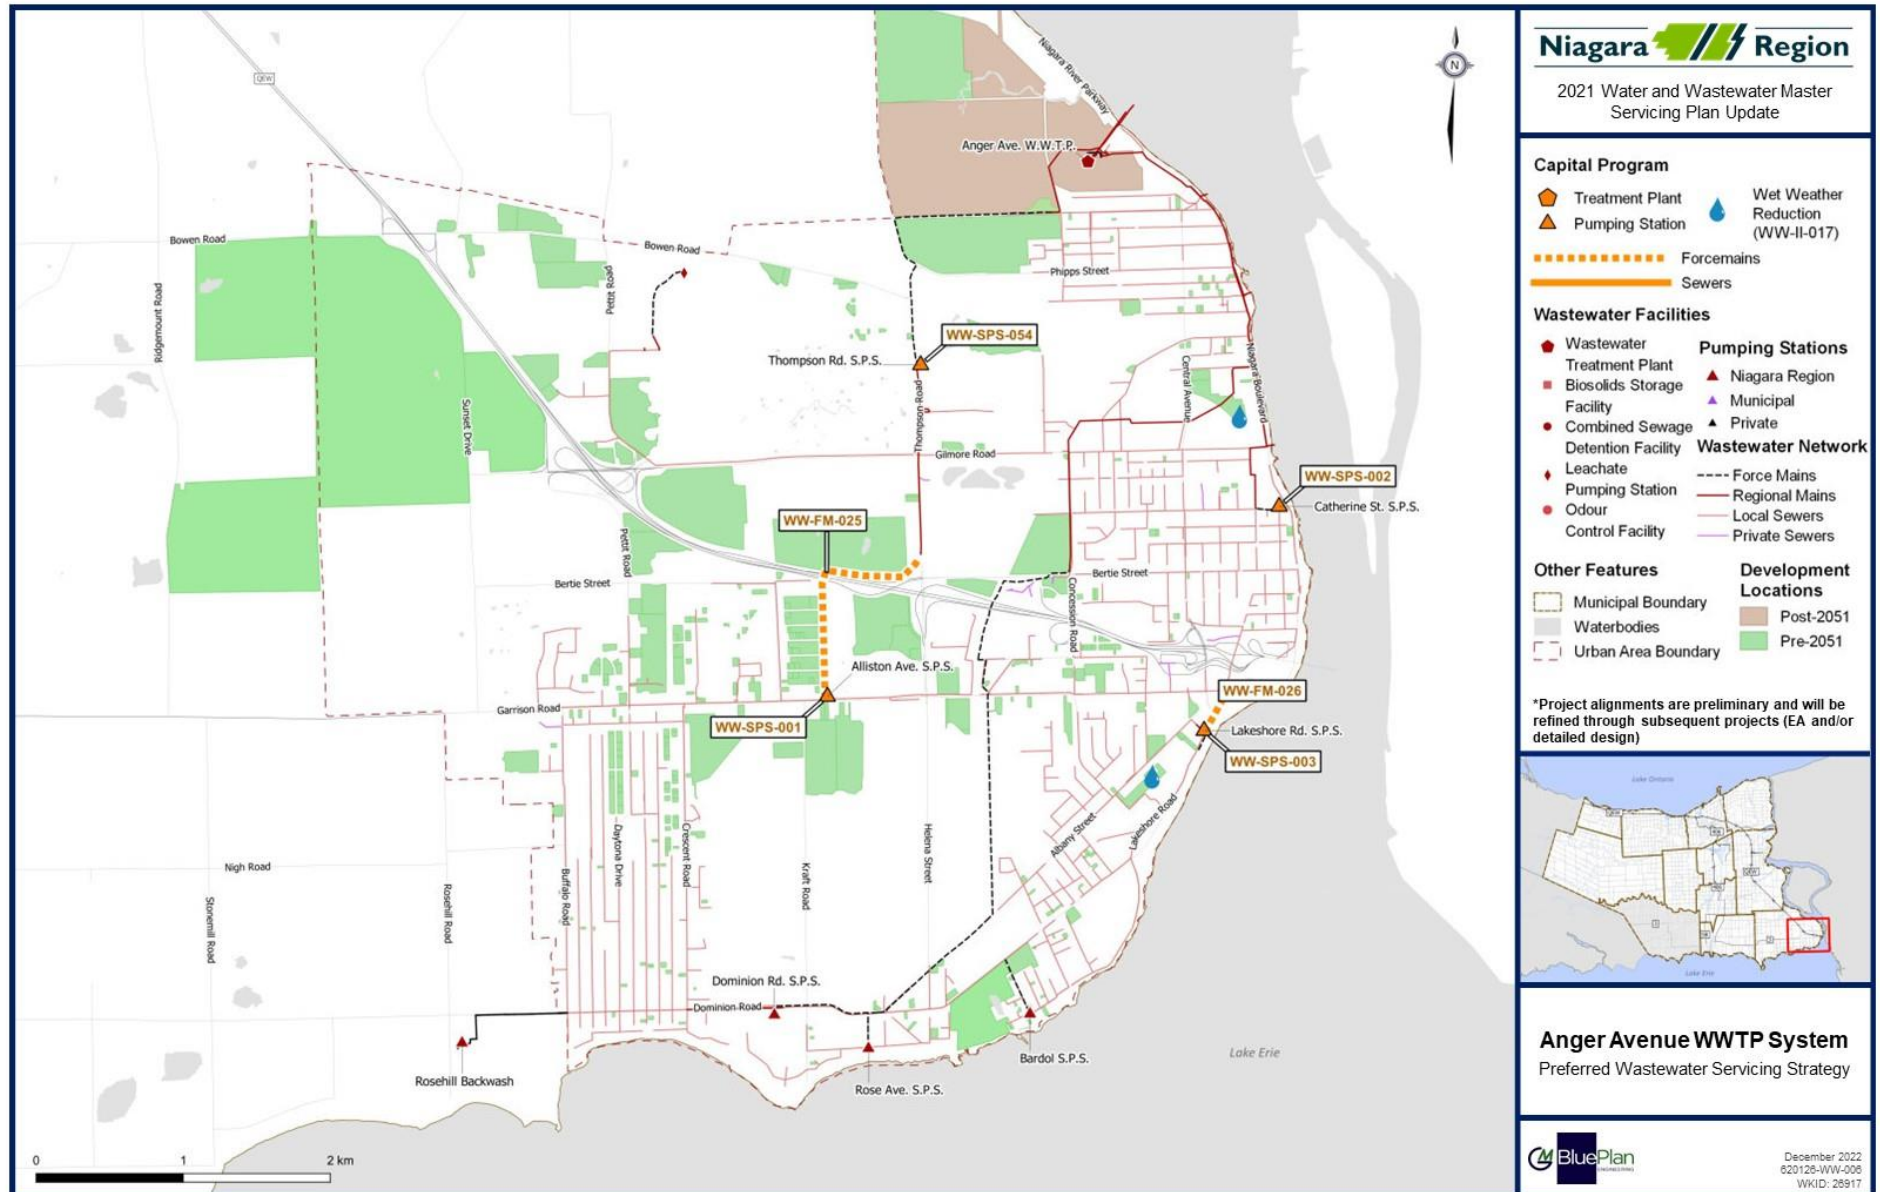 Niagara Region
2021 Water and Wastewater Master
Servicing Plan Update
Capital Program
Treatment Plant
Pumping Station
Wet Weather
Reduction
(WW-II-017)
Forcemains
Sewers
Wastewater Facilities
Wastewater
Treatment Plant
Biosolids Storage
Facility
Combined Sewage
Detention Facility
Leachate
Pumping Station
Odour
Control Facility
Pumping Stations
Niagara Region
Municipal
Private
Wastewater Network
Force Mains
Regional Mains
Local Sewers
Private Sewers
Other Features
Municipal Boundary
Waterbodies
Urban Area Boundary
Development
Locations
Post-2051
Pre-2051
*Project alignments are preliminary and will be
refined through subsequent projects (EA and/or
detailed design)
Lake Ontario
QEW
Lake Erie
Anger Avenue WWTP System
Preferred Wastewater Servicing Strategy
GM BluePlan
ENGINEERING
December 2022
620126-WW-006
WKID: 26917
N
QEW
Niagara River Parkway
Anger Ave. W.W.T.P.
Bowen Road
Bowen Road
Pettit Road
Ridgemount Road
Phipps Street
WW-SPS-054
Thompson Rd. S.P.S.
Thompson Road
Central Avenue
Niagara Boulevard
Sunset Drive
Gilmore Road
WW-SPS-002
Catherine St. S.P.S.
WW-FM-025
Pettit Road
Bertie Street
Bertie Street
Concession Road
Alliston Ave. S.P.S.
WW-FM-026
Garrison Road
WW-SPS-001
Lakeshore Rd. S.P.S.
WW-SPS-003
Lakeshore Road
Albany Street
Helena Street
Daytona Drive
Crescent Road
Kraft Road
Buffalo Road
Nigh Road
Rosehill Road
Stonemill Road
Dominion Rd. S.P.S.
Dominion Road
Rosehill Backwash
Rose Ave. S.P.S.
Bardol S.P.S.
Lake Erie
0 1 2 km